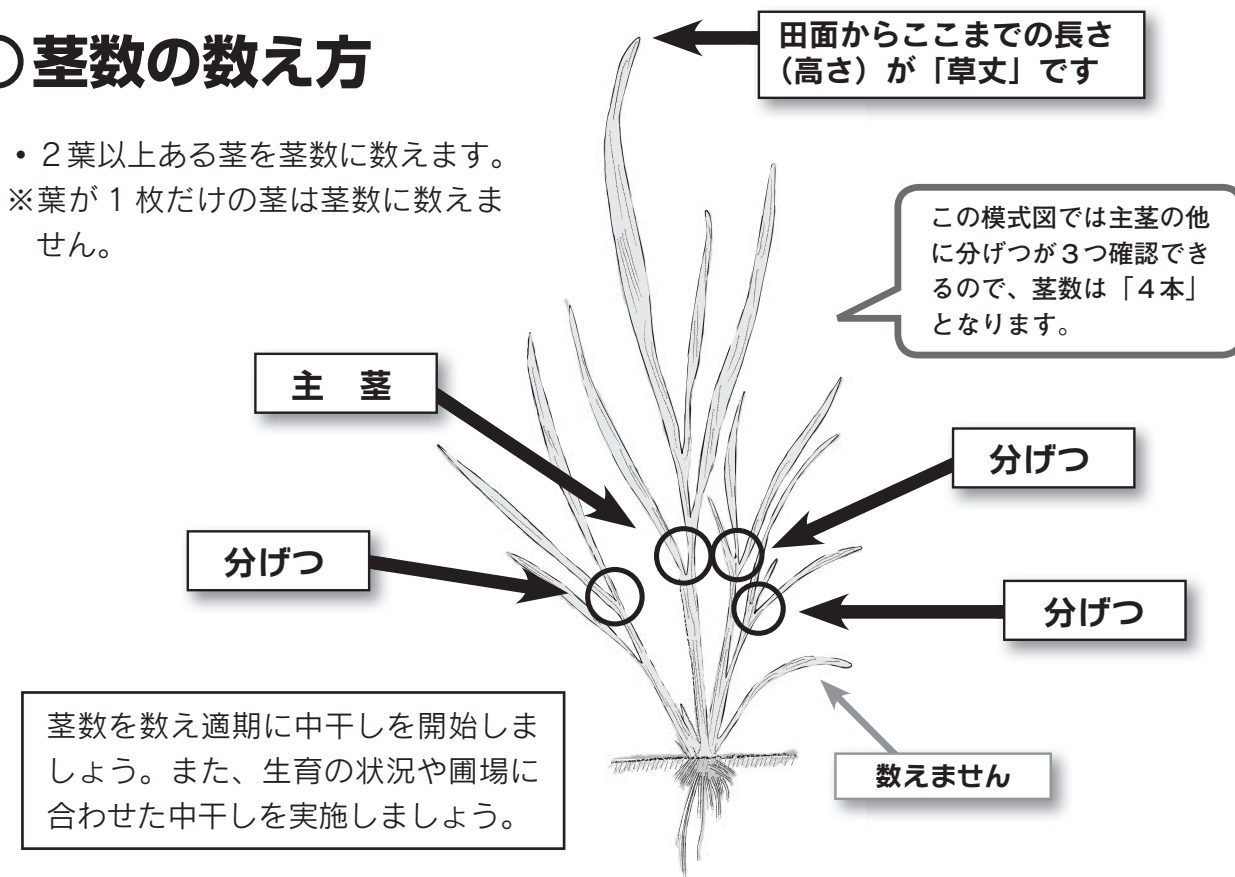 ○茎数の数え方
田面からここまでの長さ
（高さ）が「草丈」です
・２葉以上ある茎を茎数に数えます。
※葉が１枚だけの茎は茎数に数えま
せん。
この模式図では主茎の他
に分げつが３つ確認でき
るので、茎数は「４本」
となります。
主　茎
分げつ
分げつ
分げつ
茎数を数え適期に中干しを開始しま
しょう。また、生育の状況や圃場に
合わせた中干しを実施しましょう。
数えません